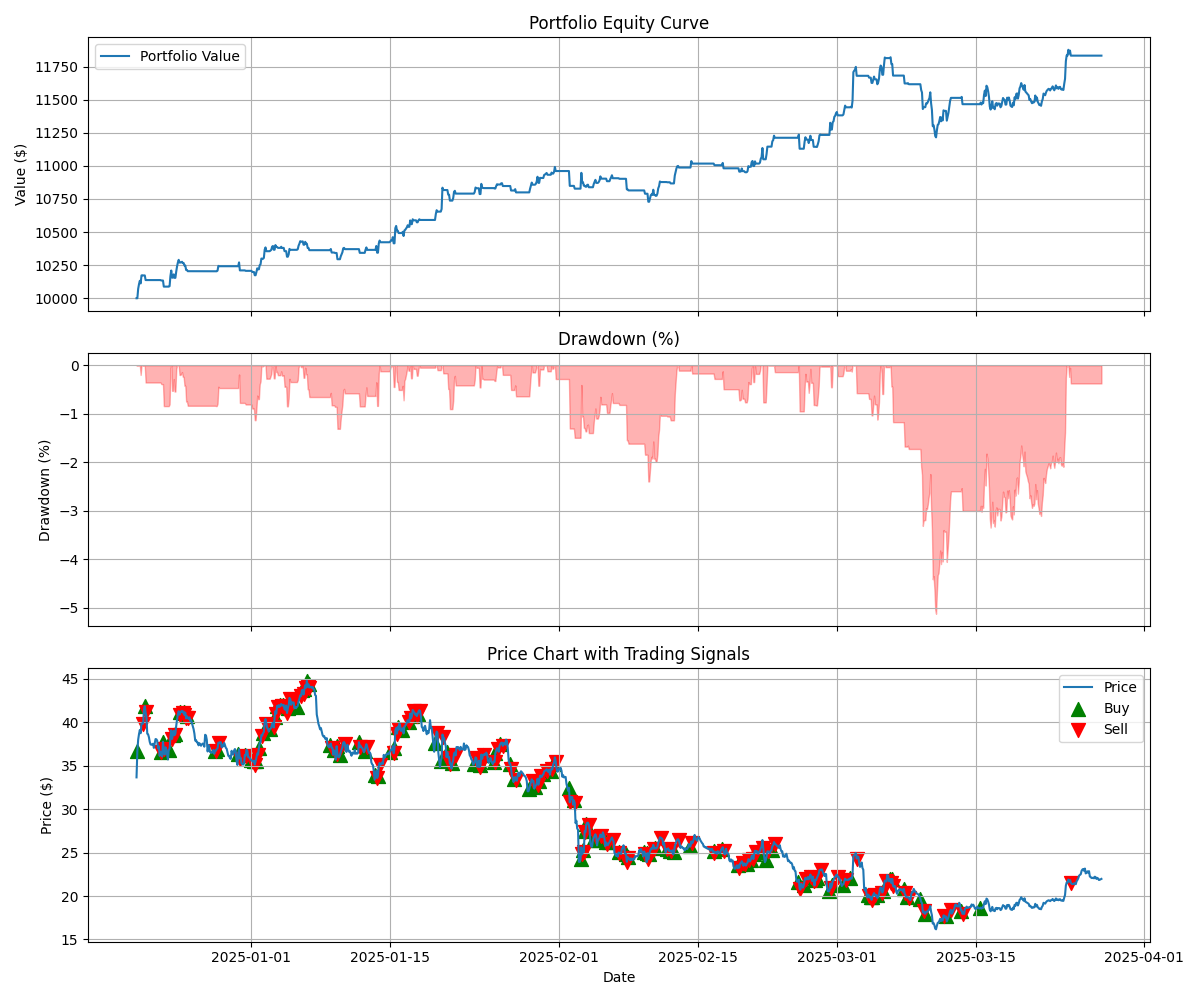 Portfolio Equity Curve
Portfolio Value
Value ($)
11750
11500
11250
11000
10750
10500
10250
10000
Drawdown (%)
Drawdown (%)
0
−1
−2
−3
−4
−5
Price Chart with Trading Signals
Price
Buy
Sell
Price ($)
45
40
35
30
25
20
15
2025-01-01
2025-01-15
2025-02-01
2025-02-15
2025-03-01
2025-03-15
2025-04-01
Date